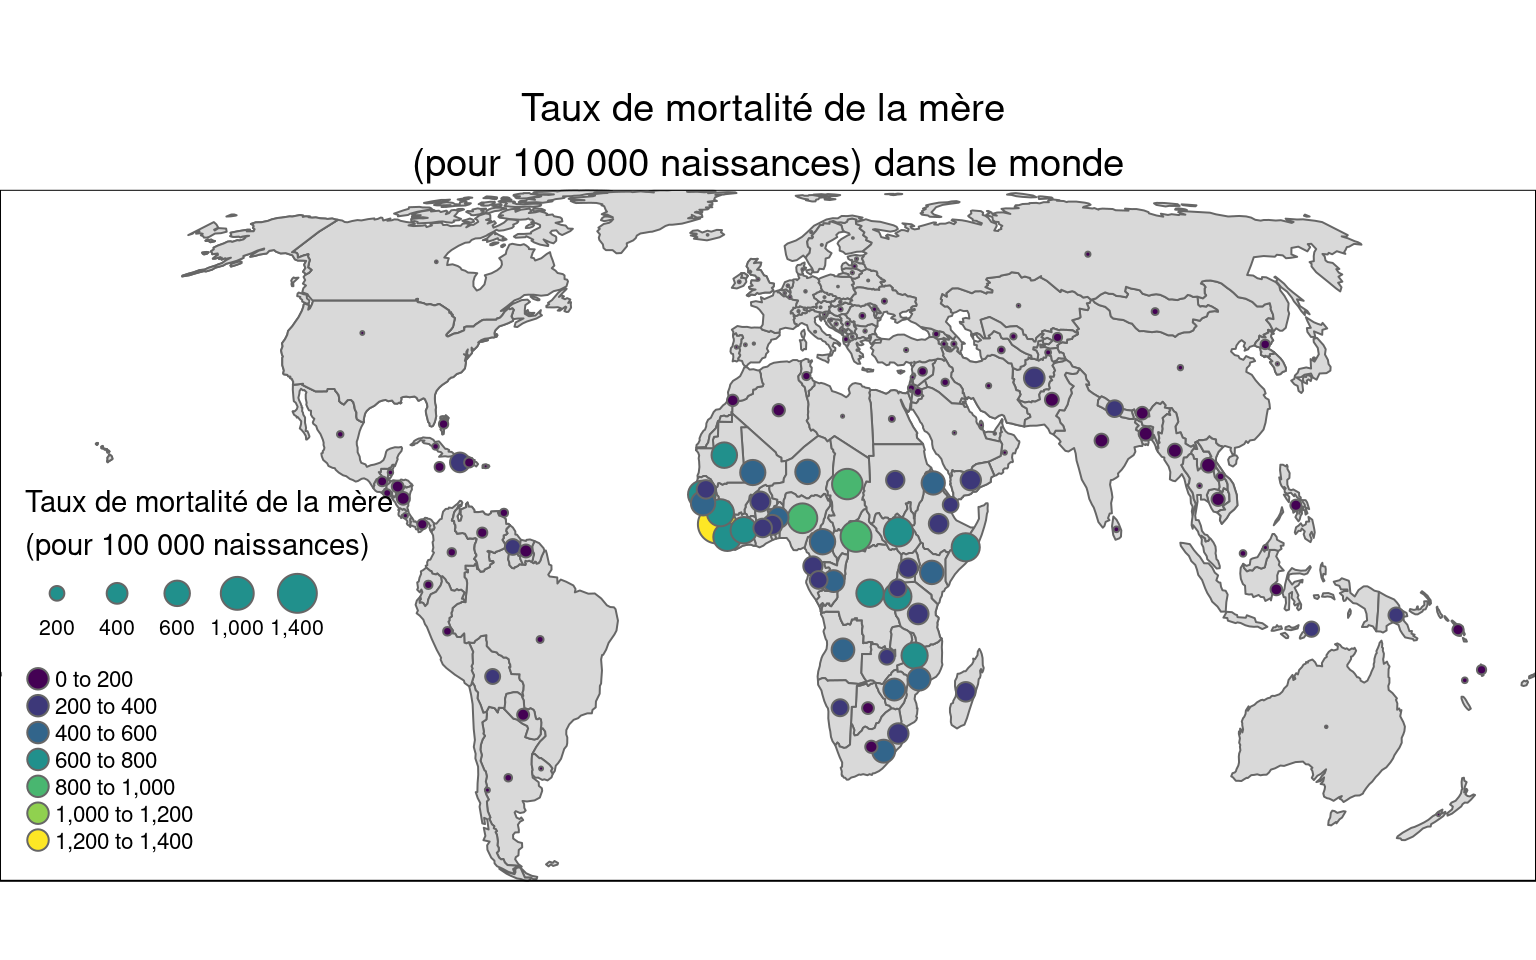 Taux de mortalité de la mère
(pour 100 000 naissances) dans le monde
Taux de mortalité de la mère
(pour 100 000 naissances)
200 400 600 1,000 1,400
0 to 200
200 to 400
400 to 600
600 to 800
800 to 1,000
1,000 to 1,200
1,200 to 1,400